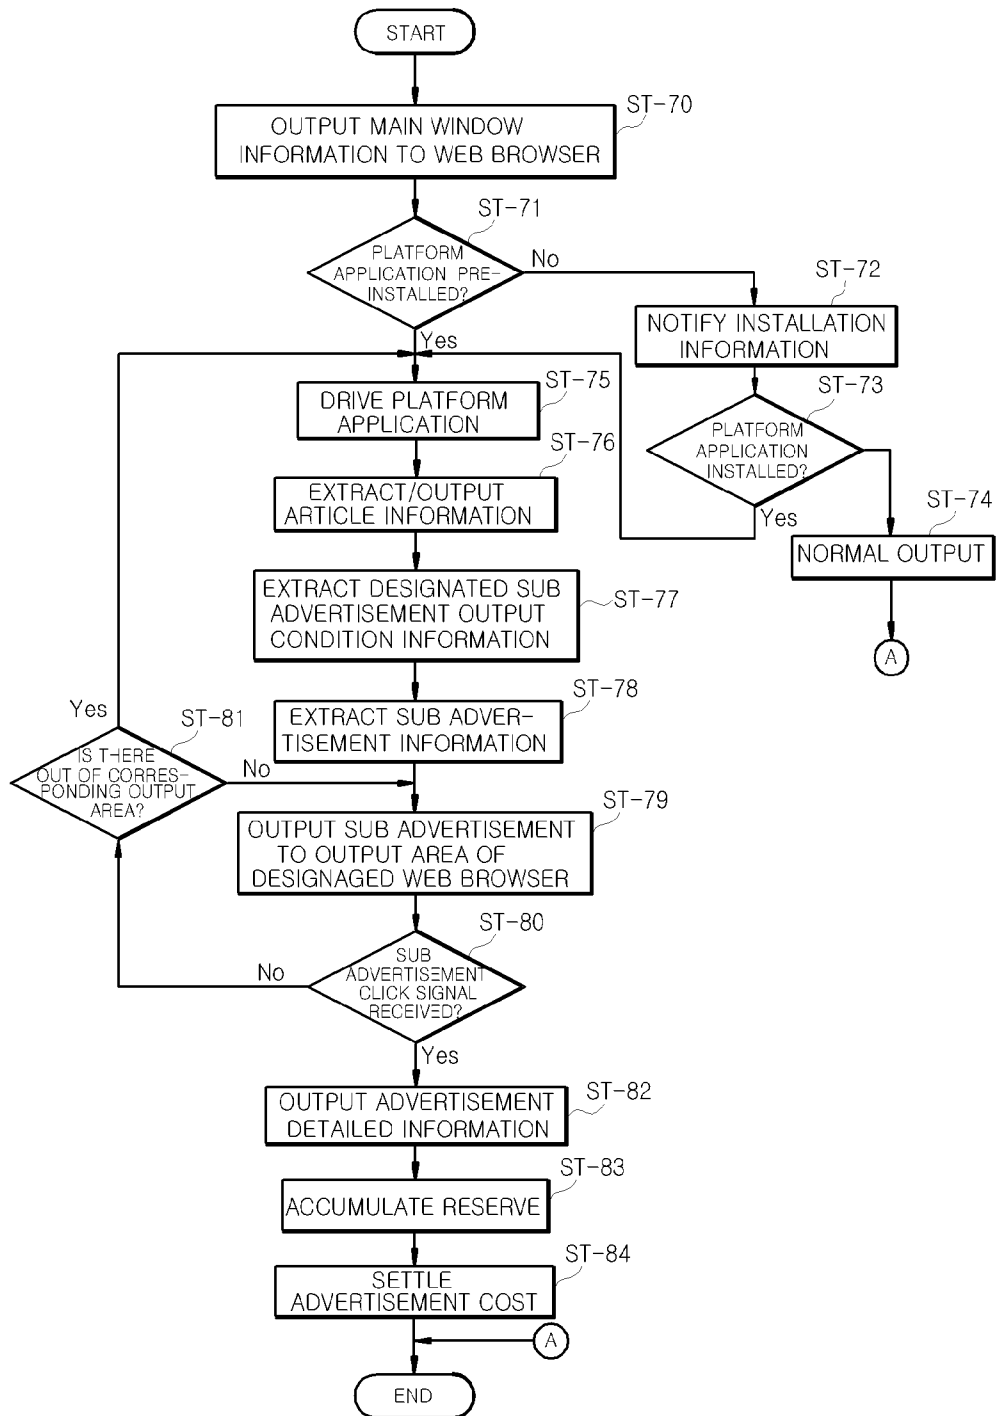 START
ST-70
OUTPUT MAIN WINDOW
INFORMATION TO WEB BROWSER
ST-71
PLATFORM
APPLICATION PRE-
INSTALLED?
No
Yes
ST-72
NOTIFY INSTALLATION
INFORMATION
ST-73
PLATFORM
APPLICATION
INSTALLED?
Yes
ST-74
NORMAL OUTPUT
A
ST-75
DRIVE PLATFORM
APPLICATION
ST-76
EXTRACT/OUTPUT
ARTICLE INFORMATION
EXTRACT DESIGNATED SUB
ADVERTISEMENT OUTPUT
CONDITION INFORMATION
ST-77
ST-78
EXTRACT SUB ADVER-
TISEMENT INFORMATION
Yes
ST-81
IS THERE
OUT OF CORRES-
PONDING OUTPUT
AREA?
No
ST-79
OUTPUT SUB ADVERTISEMENT
TO OUTPUT AREA OF
DESIGNAGED WEB BROWSER
ST-80
SUB
ADVERTISEMENT
CLICK SIGNAL
RECEIVED?
No
Yes
ST-82
OUTPUT ADVERTISEMENT
DETAILED INFORMATION
ST-83
ACCUMULATE RESERVE
ST-84
SETTLE
ADVERTISEMENT COST
A
END